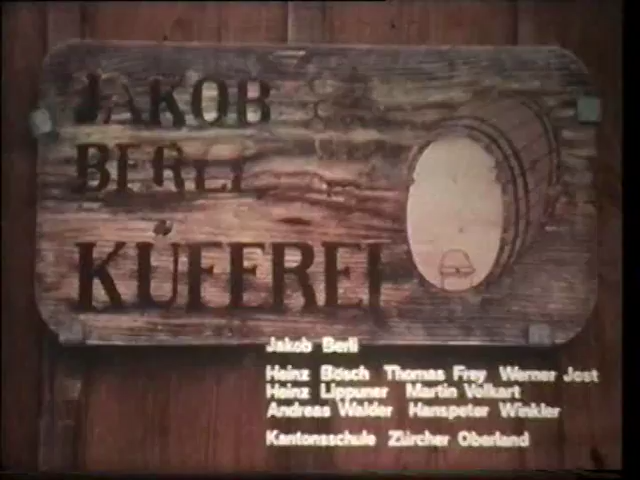 JAKOB
BERLI
KÜFEREI
Jakob Berli
Heinz Bösch Thomas Frey Werner Jost
Heinz Lippuner Martin Volkart
Andreas Walder Hanspeter Winkler
Kantonsschule Zürcher Oberland